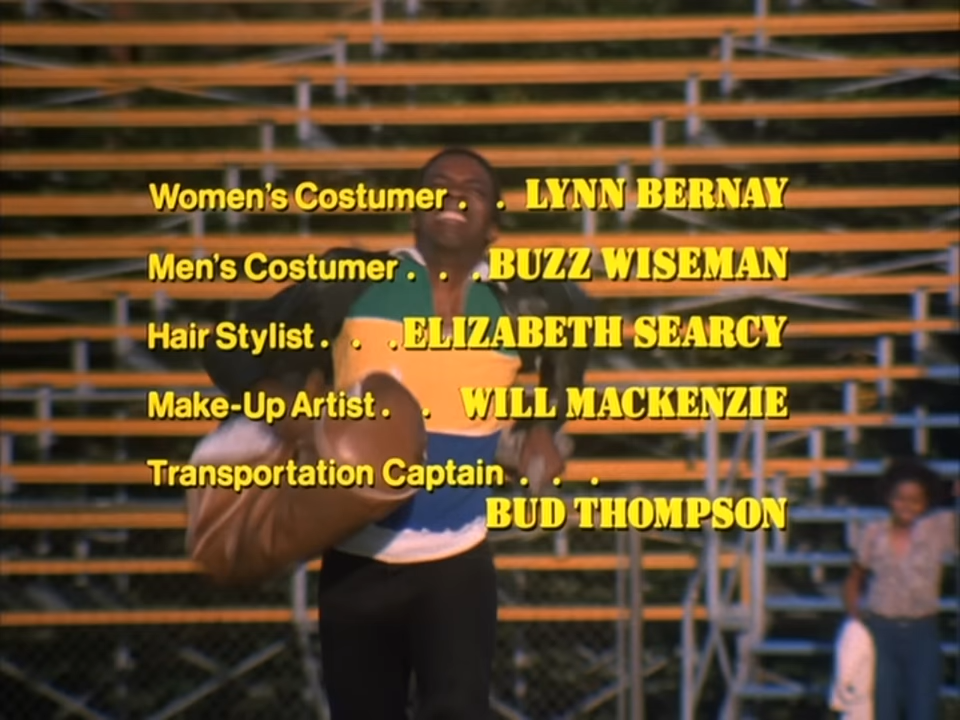 Women's Costumer . . LYNN BERNAY
Men's Costumer . . . BUZZ WISEMAN
Hair Stylist . . . ELIZABETH SEARCY
Make-Up Artist . . WILL MACKENZIE
Transportation Captain . . .
BUD THOMPSON